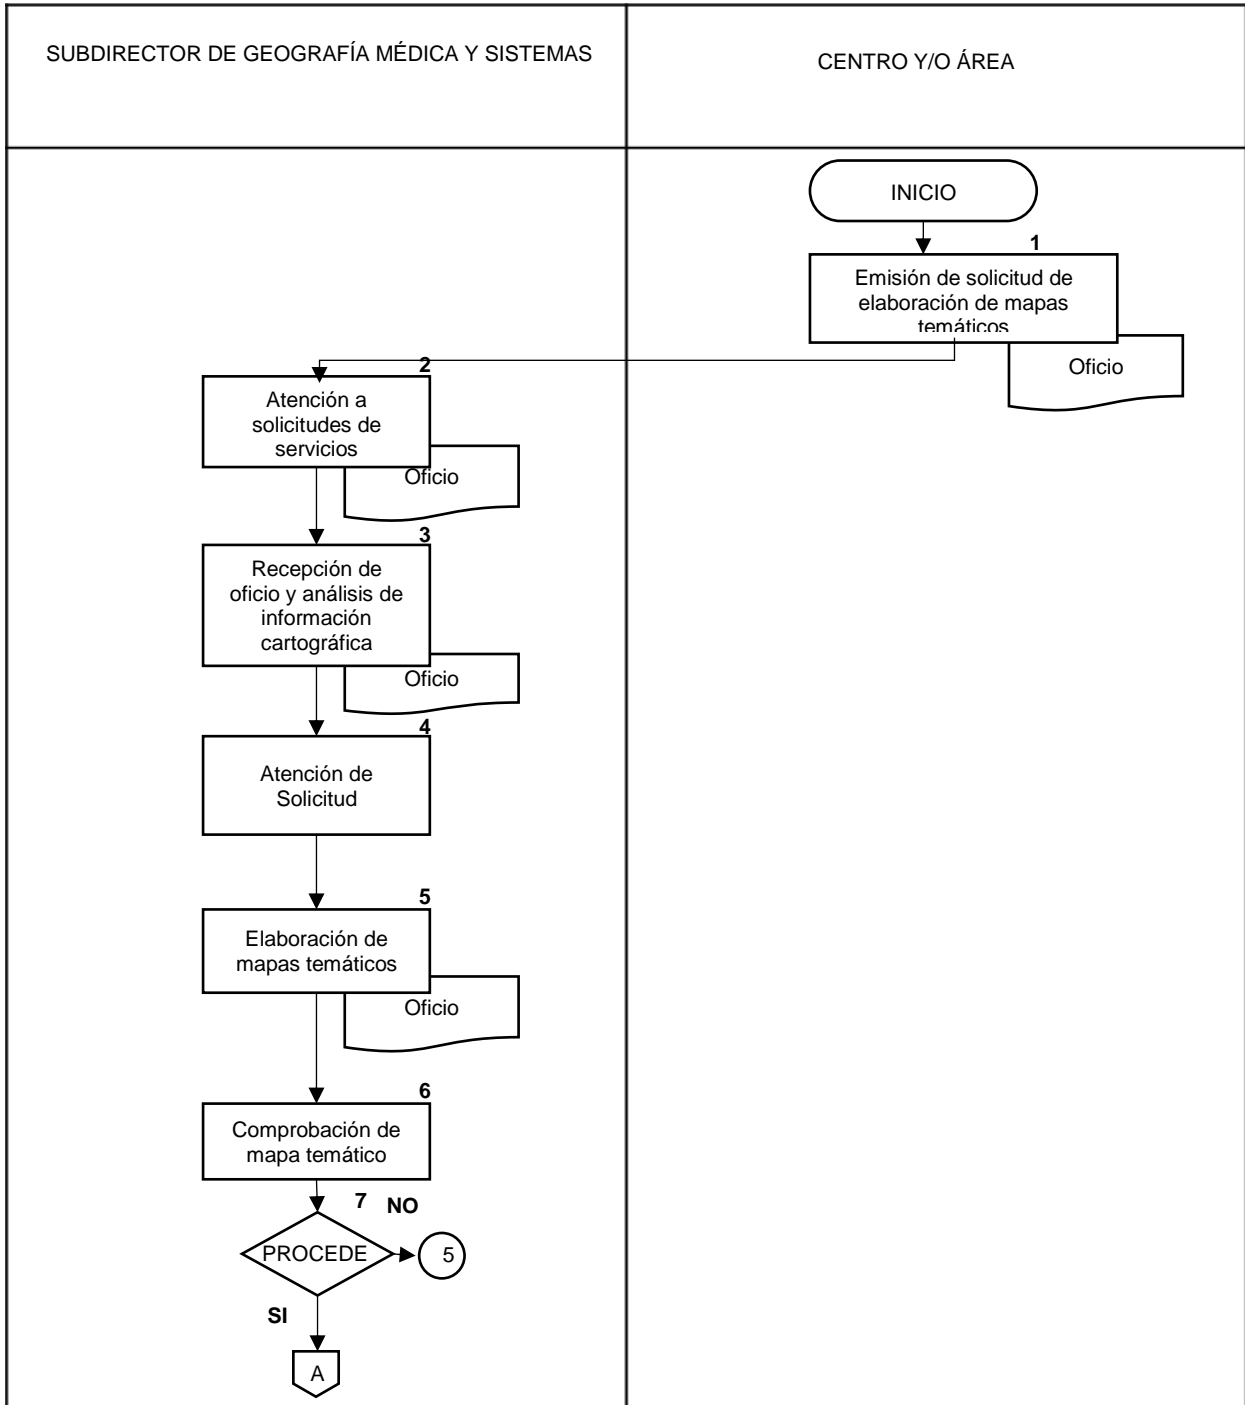 SUBDIRECTOR DE GEOGRAFÍA MÉDICA Y SISTEMAS
CENTRO Y/O ÁREA
INICIO
1
Emisión de solicitud de
elaboración de mapas
temáticos
Oficio
2
Atención a
solicitudes de
servicios
Oficio
3
Recepción de
oficio y análisis de
información
cartográfica
Oficio
4
Atención de
Solicitud
5
Elaboración de
mapas temáticos
Oficio
6
Comprobación de
mapa temático
7
NO
PROCEDE
5
SI
A